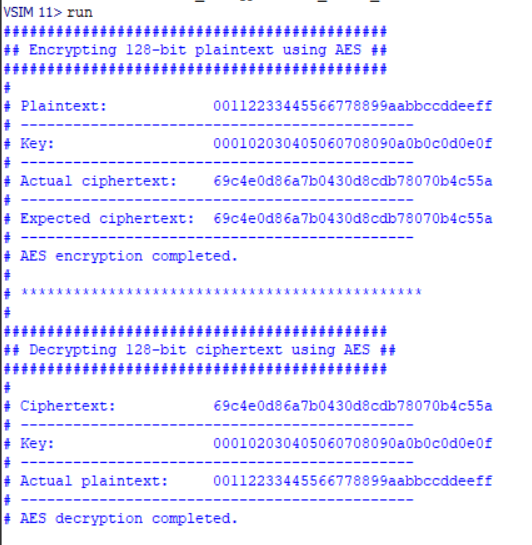 VSIM 11> run
############################################
## Encrypting 128-bit plaintext using AES ##
############################################
#
# Plaintext:            00112233445566778899aabbccddeeff
# ---------------------------------------------
# Key:                  000102030405060708090a0b0c0d0e0f
# ---------------------------------------------
# Actual ciphertext:    69c4e0d86a7b0430d8cdb78070b4c55a
# ---------------------------------------------
# Expected ciphertext:  69c4e0d86a7b0430d8cdb78070b4c55a
# ---------------------------------------------
# AES encryption completed.
#
# **********************************************
#
############################################
## Decrypting 128-bit ciphertext using AES ##
############################################
#
# Ciphertext:           69c4e0d86a7b0430d8cdb78070b4c55a
# ---------------------------------------------
# Key:                  000102030405060708090a0b0c0d0e0f
# ---------------------------------------------
# Actual plaintext:     00112233445566778899aabbccddeeff
# ---------------------------------------------
# AES decryption completed.